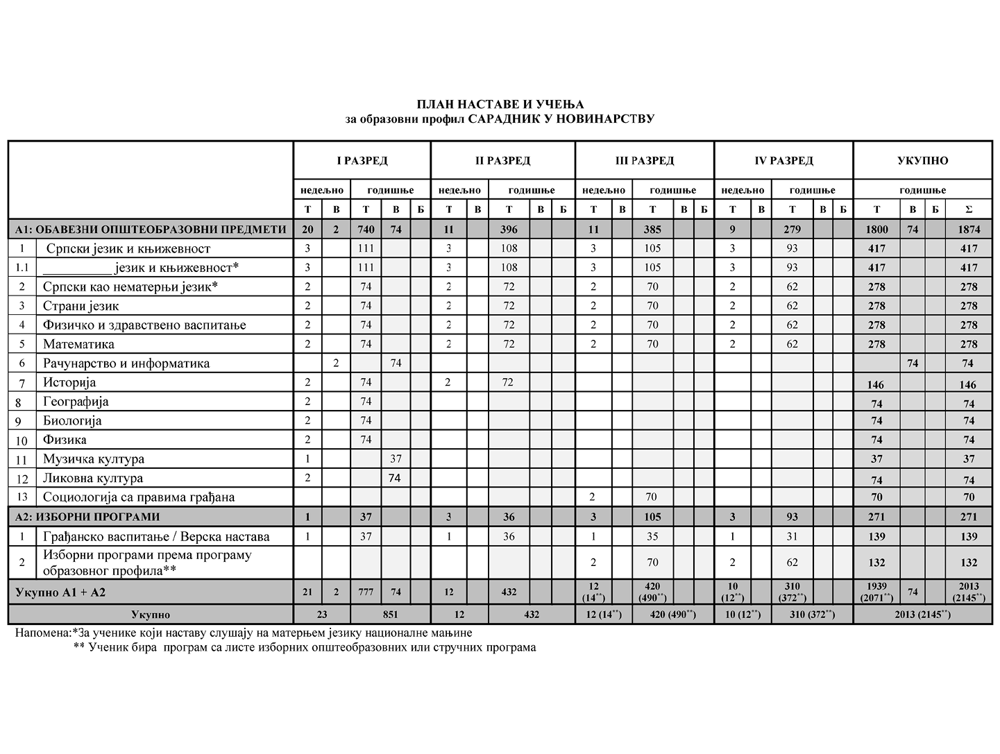 ПЛАН НАСТАВЕ И УЧЕЊА
за образовни профил САРАДНИК У НОВИНАРСТВУ
I РАЗРЕД II РАЗРЕД III РАЗРЕД IV РАЗРЕД УКУПНО
недељно годишње недељно годишње недељно годишње недељно годишње годишње
Т В Т В Б Т В Т В Б Т В Т В Б Т В Т В Б Т В Б Σ
А1: ОБАВЕЗНИ ОПШТЕОБРАЗОВНИ ПРЕДМЕТИ 20 2 740 74 11 396 11 385 9 279 1800 74 1874
1 Српски језик и књижевност 3 111 3 108 3 105 3 93 417 417
1.1 __________ језик и књижевност* 3 111 3 108 3 105 3 93 417 417
2 Српски као нематерњи језик* 2 74 2 72 2 70 2 62 278 278
3 Страни језик 2 74 2 72 2 70 2 62 278 278
4 Физичко и здравствено васпитање 2 74 2 72 2 70 2 62 278 278
5 Математика 2 74 2 72 2 70 2 62 278 278
6 Рачунарство и информатика 2 74 74 74
7 Историја 2 74 2 72 146 146
8 Географија 2 74 74 74
9 Биологија 2 74 74 74
10 Физика 2 74 74 74
11 Музичка култура 1 37 37 37
12 Ликовна култура 2 74 74 74
13 Социологија са правима грађана 2 70 70 70
А2: ИЗБОРНИ ПРОГРАМИ 1 37 3 36 3 105 3 93 271 271
1 Грађанско васпитање / Верска настава 1 37 1 36 1 35 1 31 139 139
2 Изборни програми према програму
образовног профила** 2 70 2 62 132 132
Укупно А1 + А2 21 2 777 74 12 432 12 420 10 310 1939 74 2013
(14**) (490**) (12**) (372**) (2071**) (2145**)
Укупно 23 851 12 432 12 (14**) 420 (490**) 10 (12**) 310 (372**) 2013 (2145**)
Напомена:*За ученике који наставу слушају на матерњем језику националне мањине
** Ученик бира програм са листе изборних општеобразовних или стручних програма